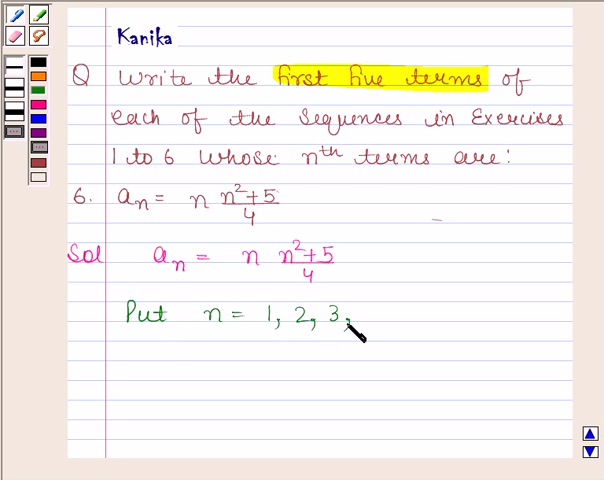 Kanika
Q Write the first five terms of
each of the Sequences in Exercises
1 to 6 whose nth terms are:
6. an = n n²+5/4
Sol an = n n²+5/4
Put n = 1, 2, 3,